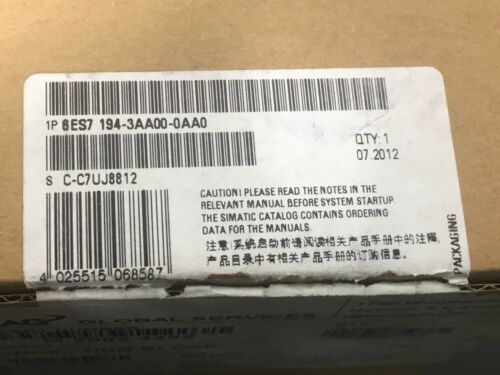 1P 6ES7 194-3AA00-0AA0
QTY: 1
07.2012
S C-C7UJ8812
CAUTION! PLEASE READ THE NOTES IN THE
RELEVANT MANUAL BEFORE SYSTEM STARTUP
THE SIMATIC CATALOG CONTAINS ORDERING
DATA FOR THE MANUALS.
注意:系统启动前请阅读相关产品手册中的注释,
产品目录中有相关产品手册的订购信息.
4 025515 068587
PACKAGING
GLOBAL SERVICES